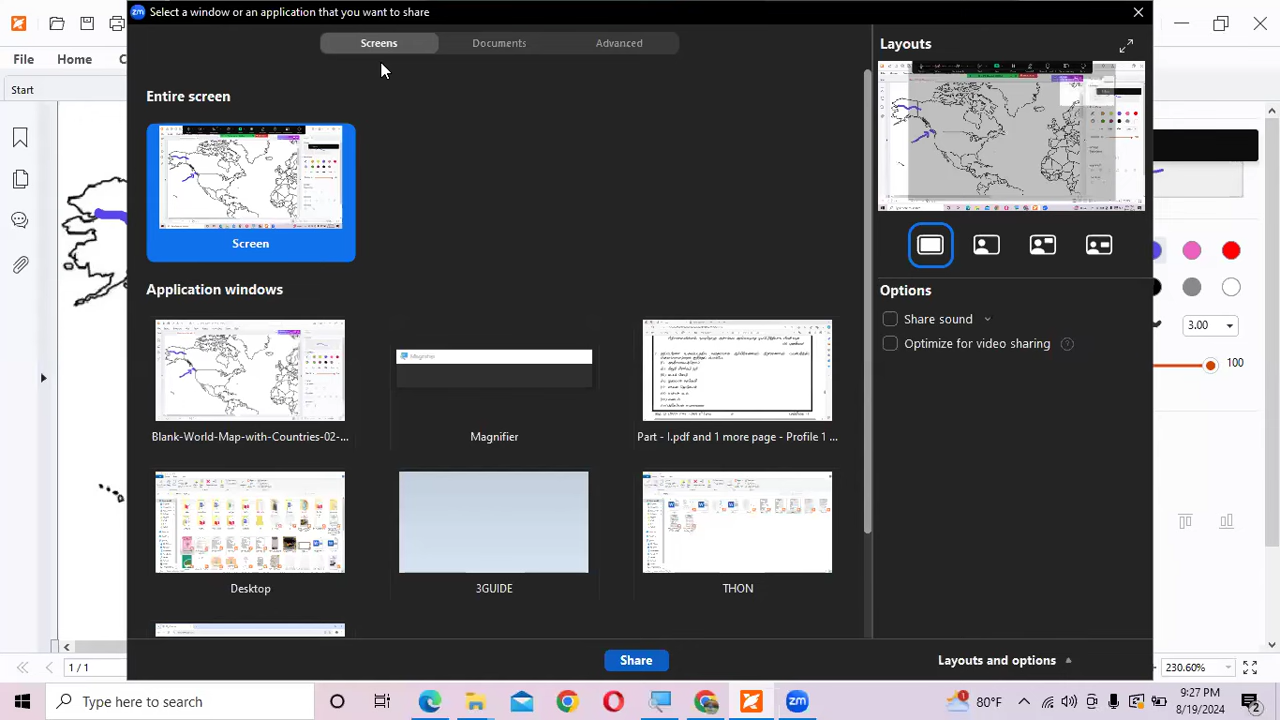 Select a window or an application that you want to share
File
Home
Start
Screens
Documents
Advanced
Entire screen
Screen
Application windows
Blank-World-Map-with-Countries-02-...
Magnifier
Part - I.pdf and 1 more page - Profile 1 ...
Desktop
3GUIDE
THON
Share
Layouts
Options
Share sound
Optimize for video sharing
Layouts and options
3.00
100
1 / 1
230.60%
Type here to search
80°F
9:27 PM
8/19/2024